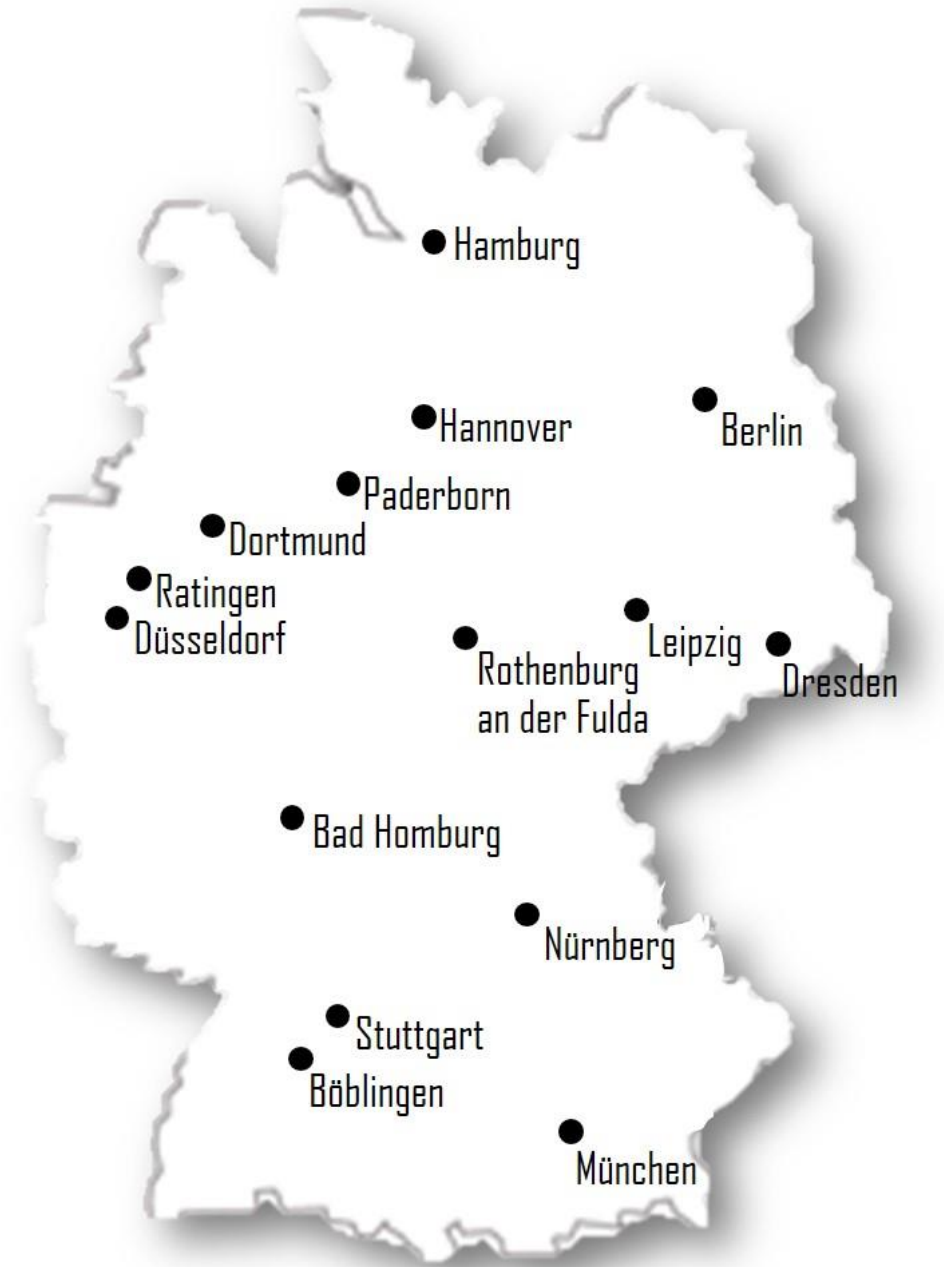 Hamburg
Hannover
Berlin
Paderborn
Dortmund
Ratingen
Düsseldorf
Leipzig
Rothenburg
an der Fulda
Dresden
Bad Homburg
Nürnberg
Stuttgart
Böblingen
München